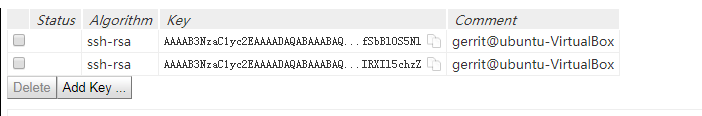 Status Algorithm Key Comment
ssh-rsa AAAAB3NzaC1yc2EAAAADAQABAAABAQ...fSbBlOS5Nl gerrit@ubuntu-VirtualBox
ssh-rsa AAAAB3NzaC1yc2EAAAADAQABAAABAQ...IRXIl5chzZ gerrit@ubuntu-VirtualBox
Delete Add Key ...